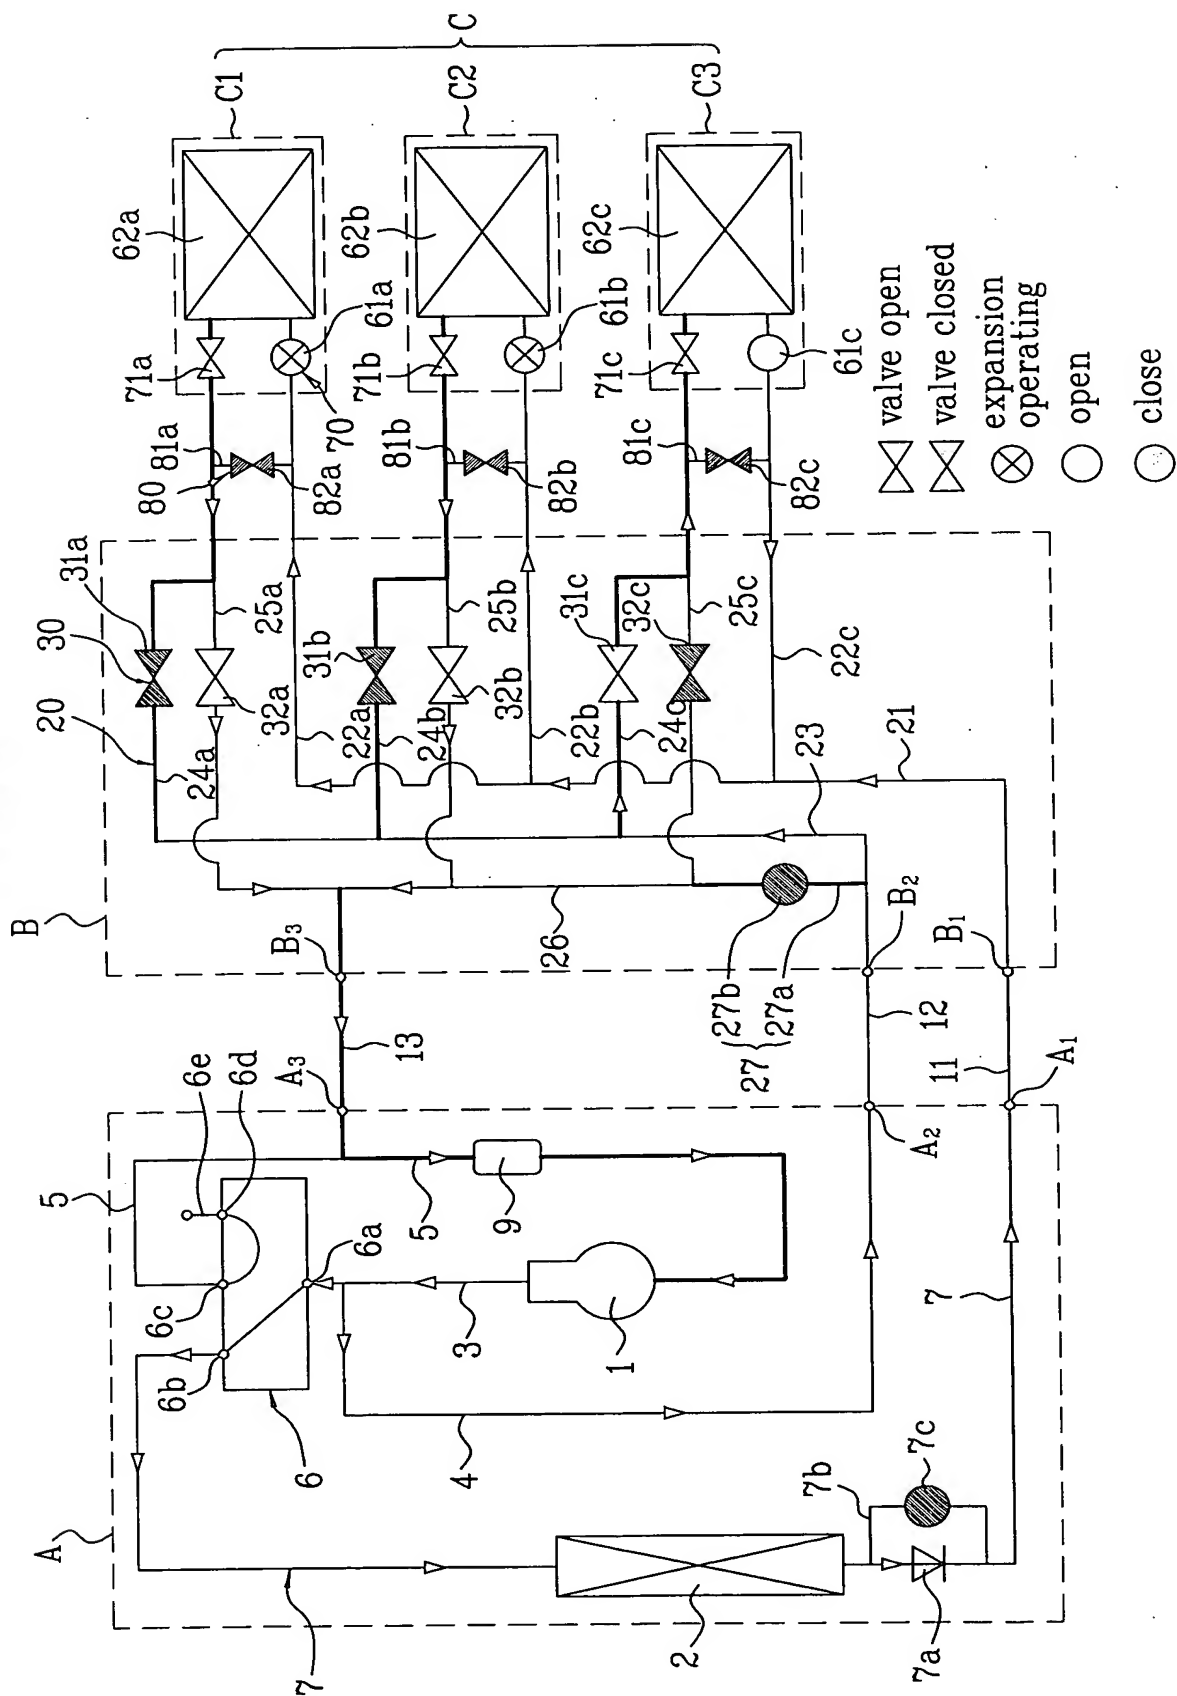 C
C1
C2
C3
62a
62b
62c
71a
61a
71b
61b
71c
61c
70
81a
80
82a
81b
82b
81c
82c
valve open
valve closed
expansion
operating
open
close
B
20
30
31a
24a
32a
25a
22a
31b
24b
32b
25b
22b
31c
24c
32c
25c
22c
21
23
26
27b
27a
27
B3
B2
B1
13
12
11
A3
A2
A1
A
5
6e
6d
6c
6b
6a
6
5
9
3
1
4
7
7
2
7b
7c
7a